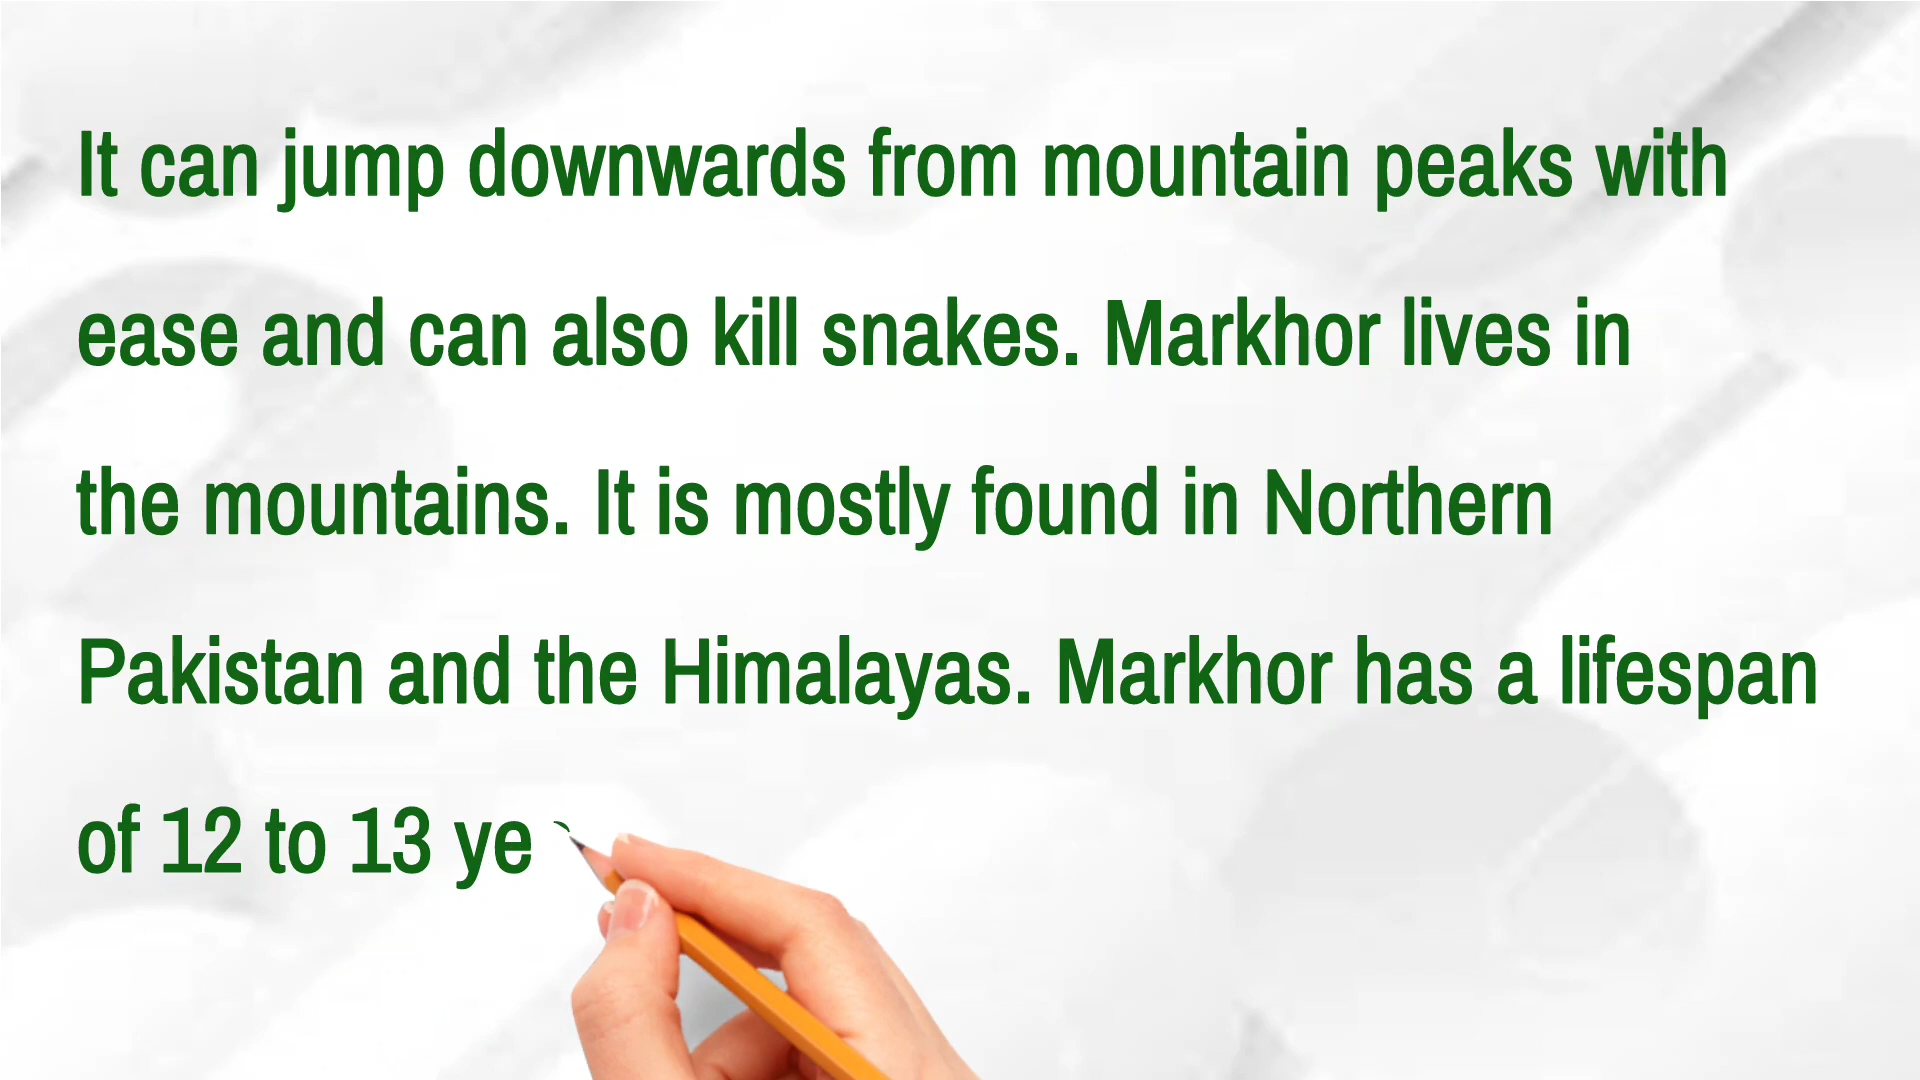 It can jump downwards from mountain peaks with
ease and can also kill snakes. Markhor lives in
the mountains. It is mostly found in Northern
Pakistan and the Himalayas. Markhor has a lifespan
of 12 to 13 ye